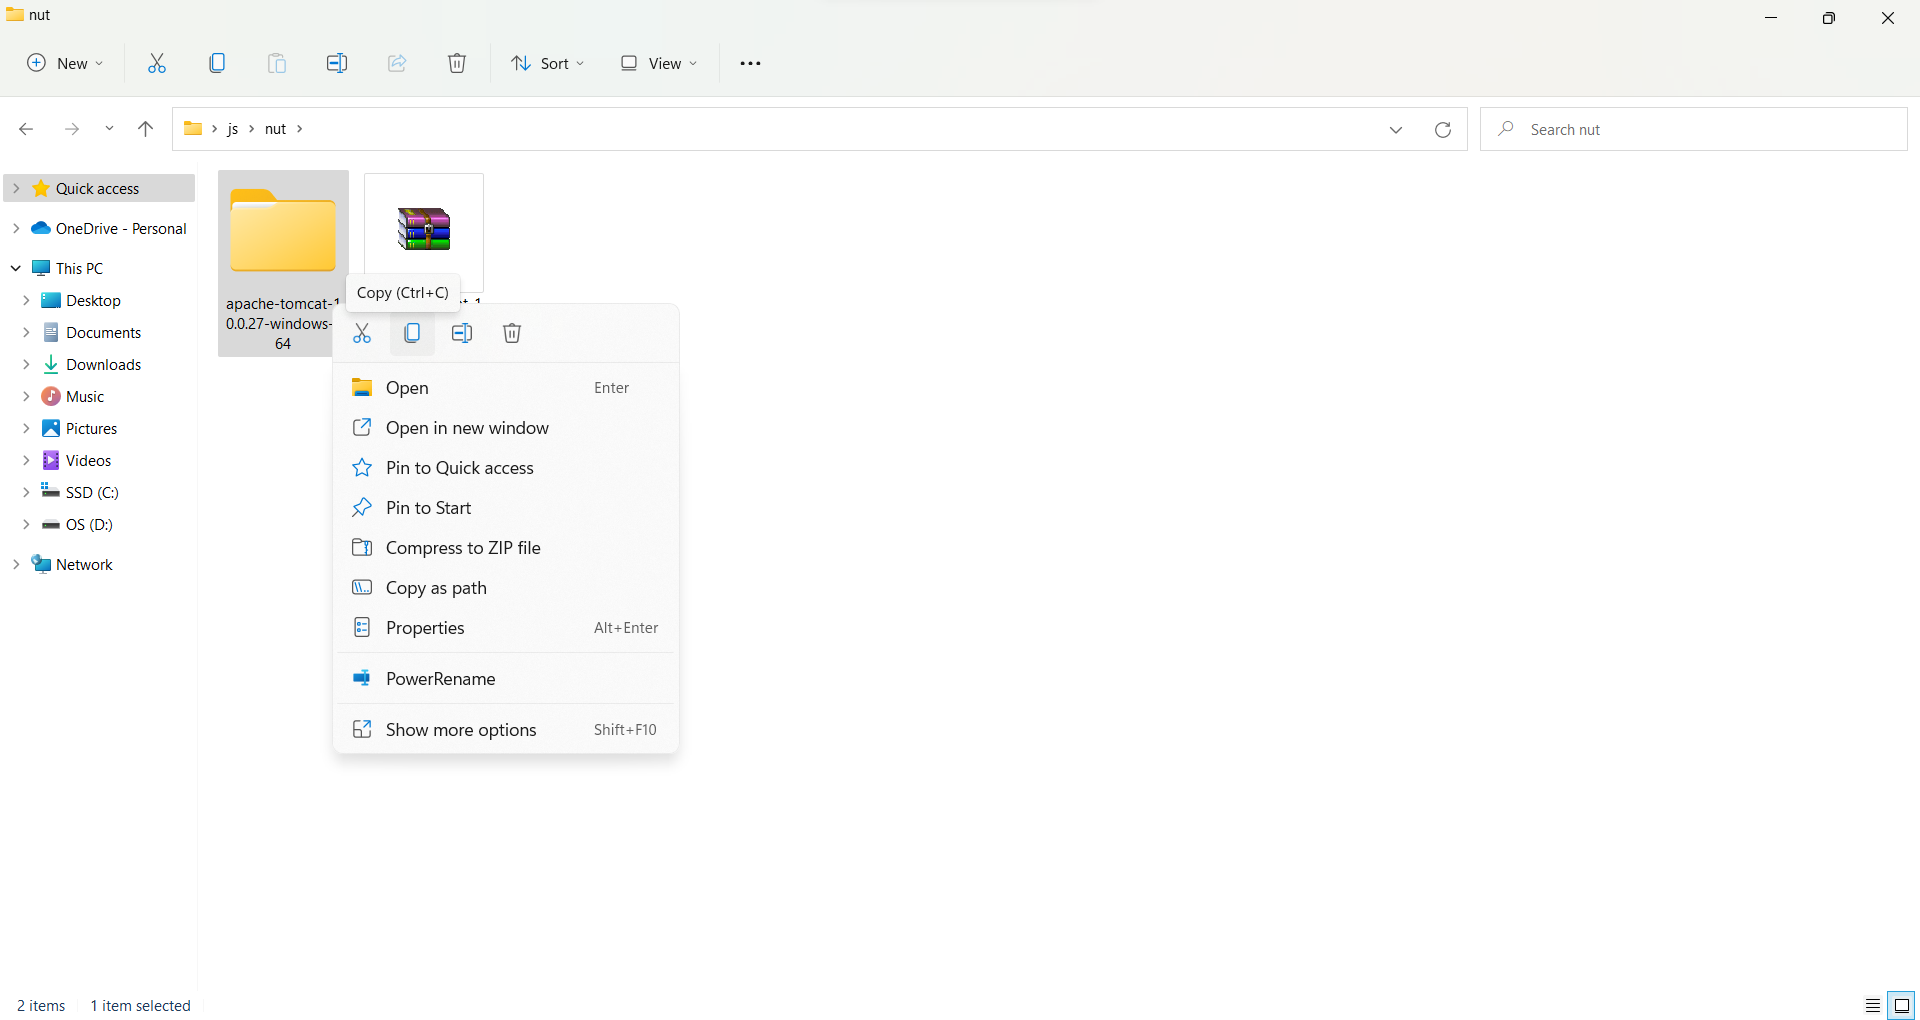 nut
New
Sort
View
js
nut
Search nut
Quick access
OneDrive - Personal
This PC
Desktop
Documents
Downloads
Music
Pictures
Videos
SSD (C:)
OS (D:)
Network
apache-tomcat-1
0.0.27-windows-
64
Copy (Ctrl+C)
Open Enter
Open in new window
Pin to Quick access
Pin to Start
Compress to ZIP file
Copy as path
Properties Alt+Enter
PowerRename
Show more options Shift+F10
2 items 1 item selected